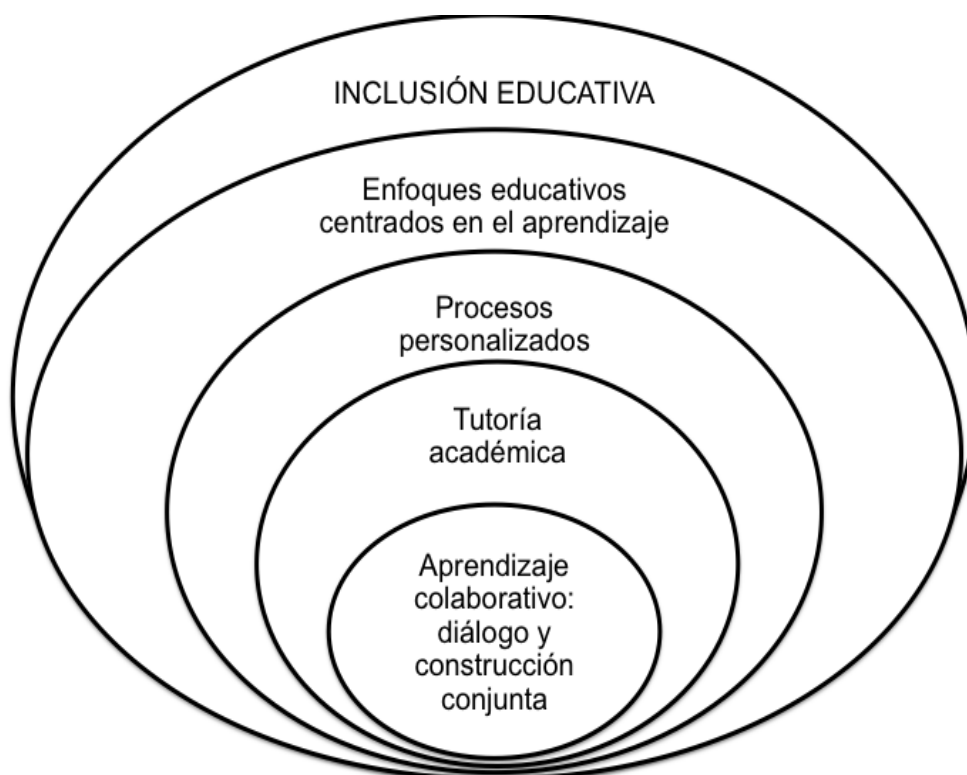 INCLUSIÓN EDUCATIVA
Enfoques educativos
centrados en el aprendizaje
Procesos
personalizados
Tutoría
académica
Aprendizaje
colaborativo:
diálogo y
construcción
conjunta